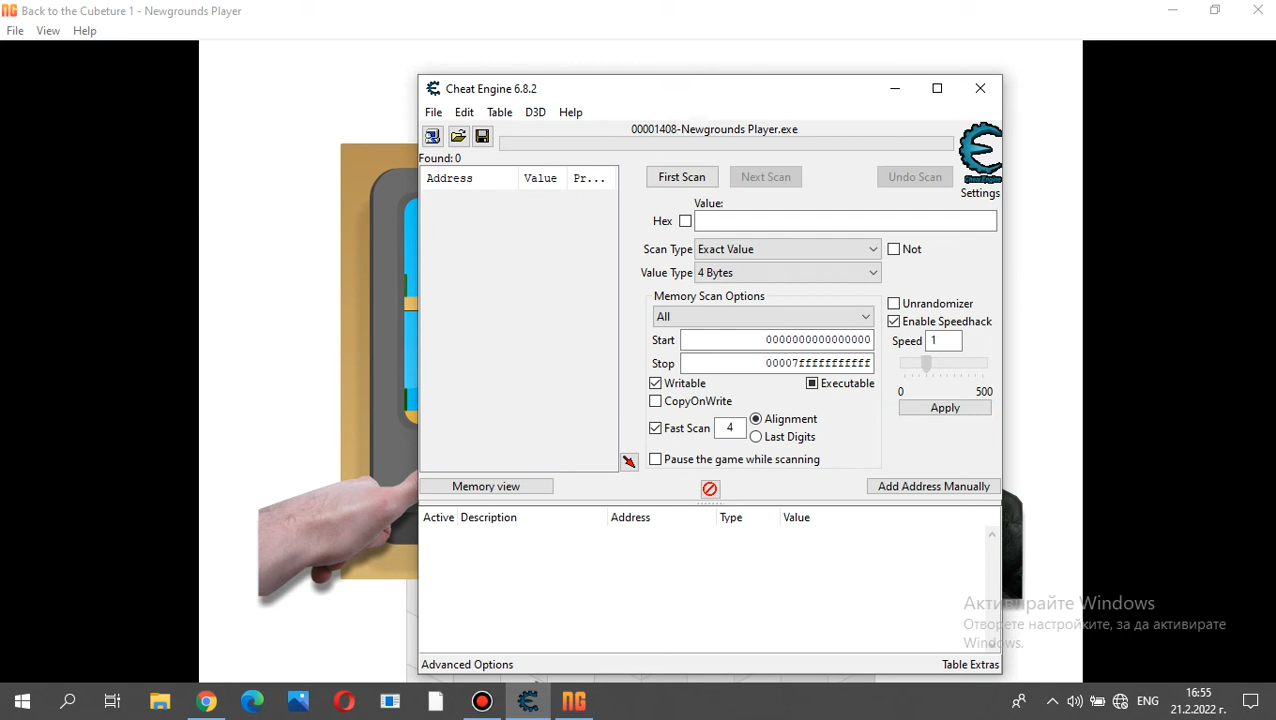 Back to the Cubeture 1 - Newgrounds Player
File View Help
Cheat Engine 6.8.2
File Edit Table D3D Help
00001408-Newgrounds Player.exe
Found: 0
Address Value Pr...
First Scan Next Scan Undo Scan
Cheat Engine
Settings
Value:
Hex
Scan Type Exact Value Not
Value Type 4 Bytes
Memory Scan Options
All
Unrandomizer
Enable Speedhack
Start 0000000000000000
Speed 1
Stop 00007fffffffffff
Writable Executable
0 500
CopyOnWrite
Apply
Fast Scan 4 Alignment
Last Digits
Pause the game while scanning
Memory view Add Address Manually
Active Description Address Type Value
Активирайте Windows
Отворете настройките, за да активирате
Windows.
Advanced Options Table Extras
ENG
16:55
21.2.2022 г.